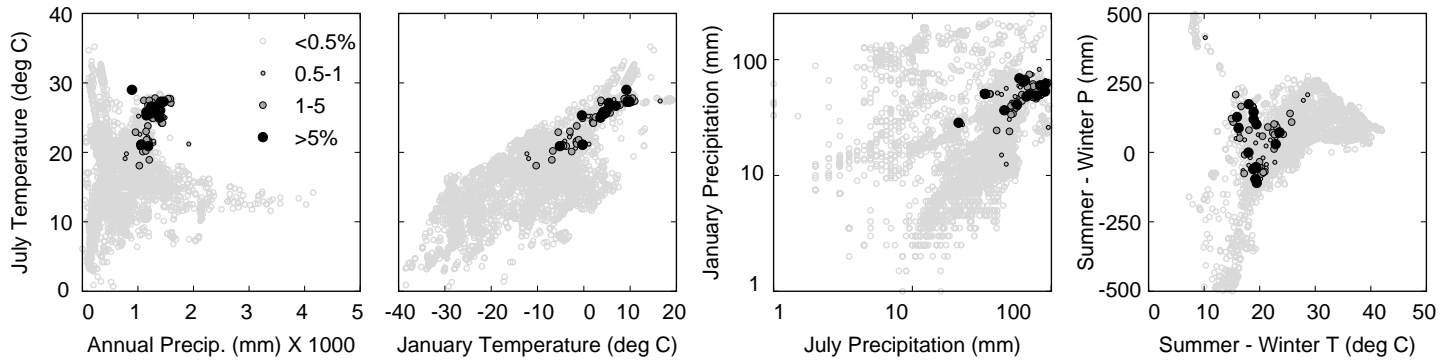 40
30
20
10
0
July Temperature (deg C)
0 1 2 3 4 5
Annual Precip. (mm) X 1000
<0.5%
0.5-1
1-5
>5%
-40 -30 -20 -10 0 10 20
January Temperature (deg C)
100
10
1
January Precipitation (mm)
1 10 100
July Precipitation (mm)
500
250
0
-250
-500
Summer - Winter P (mm)
0 10 20 30 40 50
Summer - Winter T (deg C)